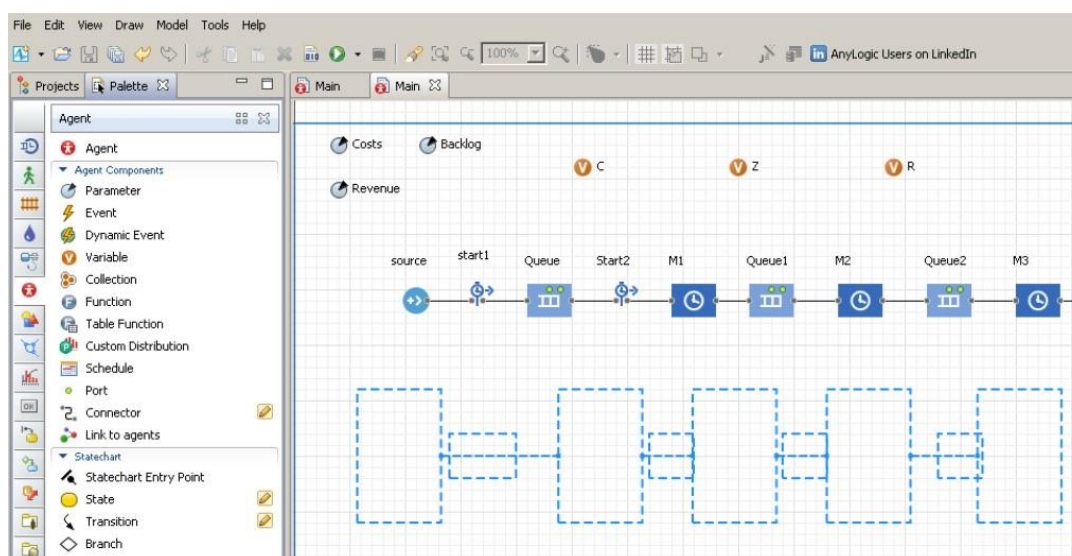 File Edit View Draw Model Tools Help
100% AnyLogic Users on LinkedIn
Projects Palette Main Main
Agent
Agent
Agent Components
Parameter
Event
Dynamic Event
Variable
Collection
Function
Table Function
Custom Distribution
Schedule
Port
Connector
Link to agents
Statechart
Statechart Entry Point
State
Transition
Branch
Costs Backlog
C Z R
Revenue
source start1 Queue Start2 M1 Queue1 M2 Queue2 M3